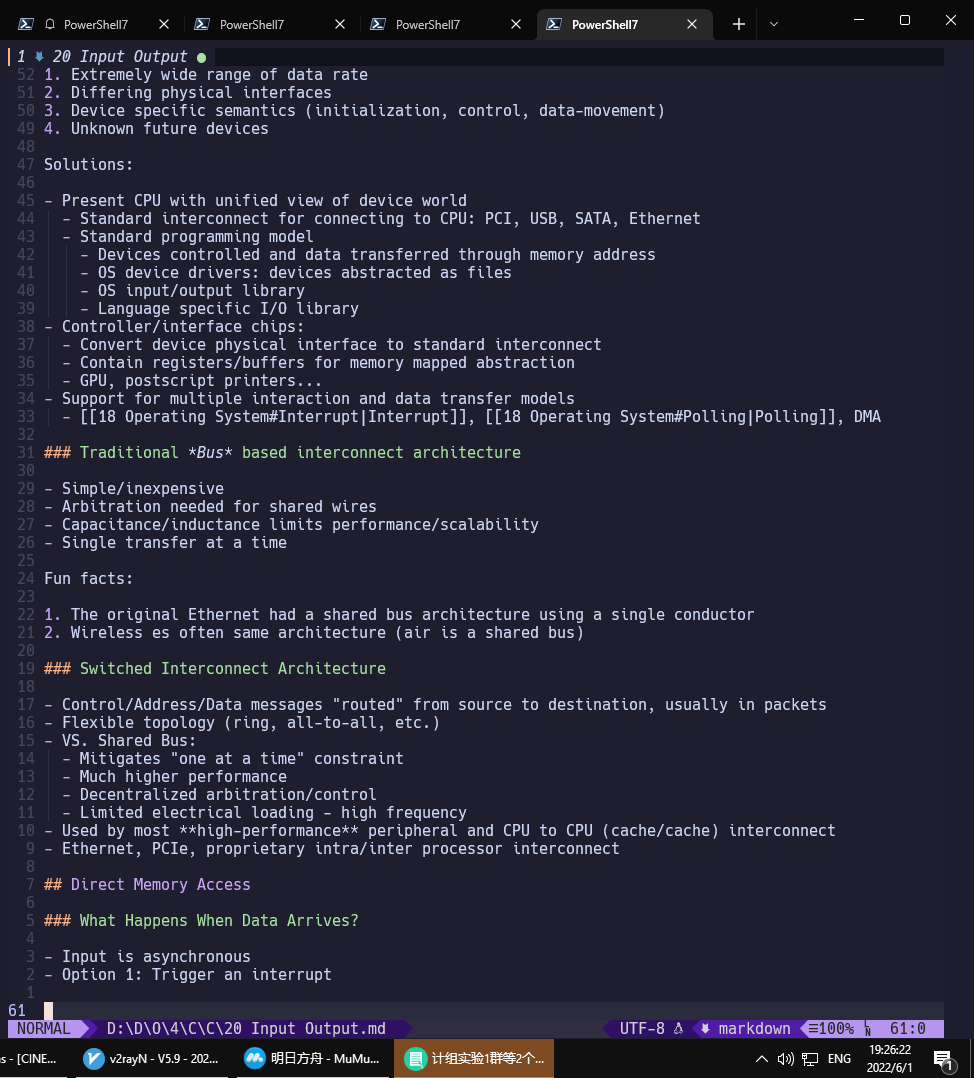 PowerShell7 PowerShell7 PowerShell7 PowerShell7
1 20 Input Output
52 1. Extremely wide range of data rate
51 2. Differing physical interfaces
50 3. Device specific semantics (initialization, control, data-movement)
49 4. Unknown future devices
48
47 Solutions:
46
45 - Present CPU with unified view of device world
44 - Standard interconnect for connecting to CPU: PCI, USB, SATA, Ethernet
43 - Standard programming model
42 - Devices controlled and data transferred through memory address
41 - OS device drivers: devices abstracted as files
40 - OS input/output library
39 - Language specific I/O library
38 - Controller/interface chips:
37 - Convert device physical interface to standard interconnect
36 - Contain registers/buffers for memory mapped abstraction
35 - GPU, postscript printers...
34 - Support for multiple interaction and data transfer models
33 - [[18 Operating System#Interrupt|Interrupt]], [[18 Operating System#Polling|Polling]], DMA
32
31 ### Traditional *Bus* based interconnect architecture
30
29 - Simple/inexpensive
28 - Arbitration needed for shared wires
27 - Capacitance/inductance limits performance/scalability
26 - Single transfer at a time
25
24 Fun facts:
23
22 1. The original Ethernet had a shared bus architecture using a single conductor
21 2. Wireless es often same architecture (air is a shared bus)
20
19 ### Switched Interconnect Architecture
18
17 - Control/Address/Data messages "routed" from source to destination, usually in packets
16 - Flexible topology (ring, all-to-all, etc.)
15 - VS. Shared Bus:
14 - Mitigates "one at a time" constraint
13 - Much higher performance
12 - Decentralized arbitration/control
11 - Limited electrical loading - high frequency
10 - Used by most **high-performance** peripheral and CPU to CPU (cache/cache) interconnect
9 - Ethernet, PCIe, proprietary intra/inter processor interconnect
8
7 ## Direct Memory Access
6
5 ### What Happens When Data Arrives?
4
3 - Input is asynchronous
2 - Option 1: Trigger an interrupt
1
61
NORMAL D:\D\O\4\C\C\20 Input Output.md UTF-8 markdown ≡100% LN 61:0
s - [CINE... v2rayN - V5.9 - 202... 明日方舟 - MuMu... 计组实验1群等2个... ENG 19:26:22
2022/6/1 1